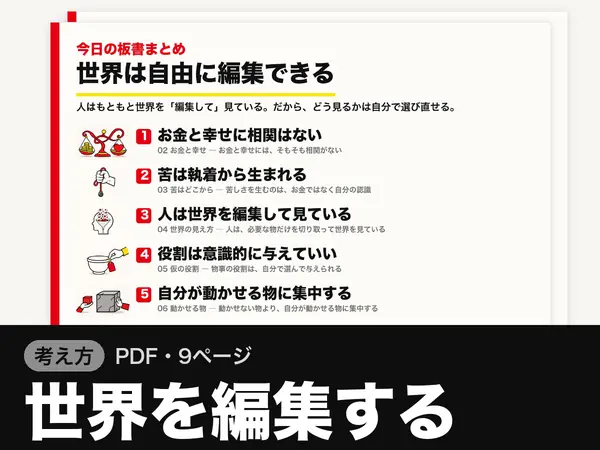 今日の板書まとめ
世界は自由に編集できる
人はもともと世界を「編集して」見ている。だから、どう見るかは自分で選び直せる。
1 お金と幸せに相関はない
02 お金と幸せ — お金と幸せには、そもそも相関がない
2 苦は執着から生まれる
03 苦はどこから — 苦しさを生むのは、お金ではなく自分の認識
3 人は世界を編集して見ている
04 世界の見え方 — 人は、必要な物だけを切り取って世界を見ている
4 役割は意識的に与えていい
05 仮の役割 — 物事の役割は、自分で選んで与えられる
5 自分が動かせる物に集中する
06 動かせる物 — 動かせない物より、自分が動かせる物に集中する
考え方 PDF・9ページ
世界を編集する